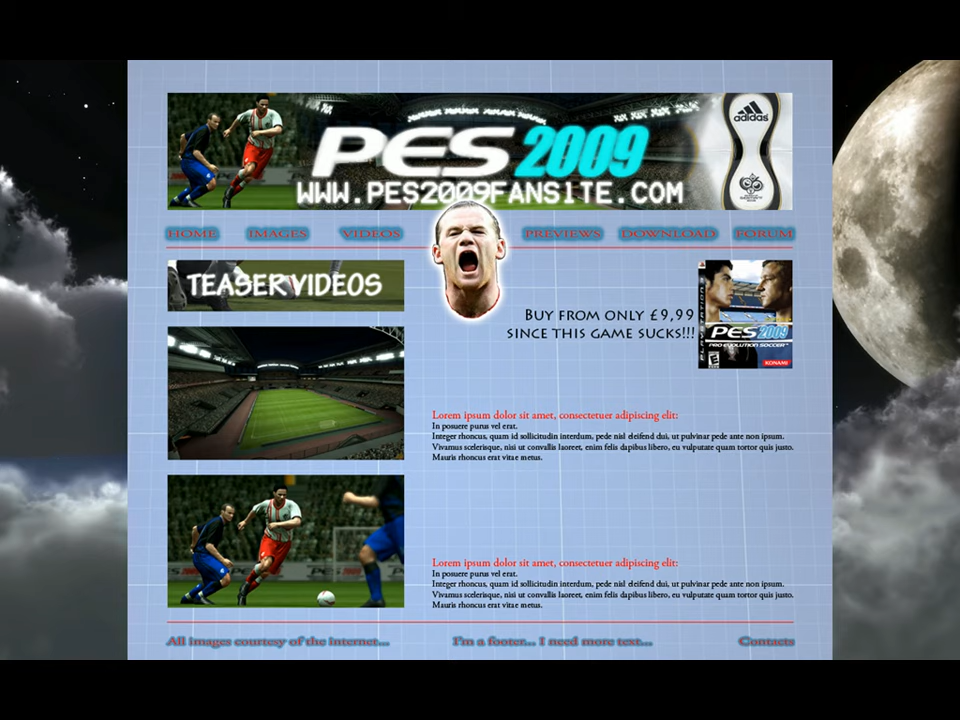 adidas
PES 2009
WWW.PES2009FANSITE.COM
HOME IMAGES VIDEOS PREVIEWS DOWNLOAD FORUM
TEASER VIDEOS
BUY FROM ONLY £9,99
SINCE THIS GAME SUCKS!!!
PES 2009
PRO EVOLUTION SOCCER
KONAMI
Lorem ipsum dolor sit amet, consectetuer adipiscing elit:
In posuere purus vel erat.
Integer rhoncus, quam id sollicitudin interdum, pede nisl eleifend dui, ut pulvinar pede ante non ipsum.
Vivamus scelerisque, nisi ut convallis laoreet, enim felis dapibus libero, eu vulputate quam tortor quis justo.
Mauris rhoncus erat vitae metus.
Lorem ipsum dolor sit amet, consectetuer adipiscing elit:
In posuere purus vel erat.
Integer rhoncus, quam id sollicitudin interdum, pede nisl eleifend dui, ut pulvinar pede ante non ipsum.
Vivamus scelerisque, nisi ut convallis laoreet, enim felis dapibus libero, eu vulputate quam tortor quis justo.
Mauris rhoncus erat vitae metus.
All images courtesy of the internet... I'm a footer... I need more text... Contacts